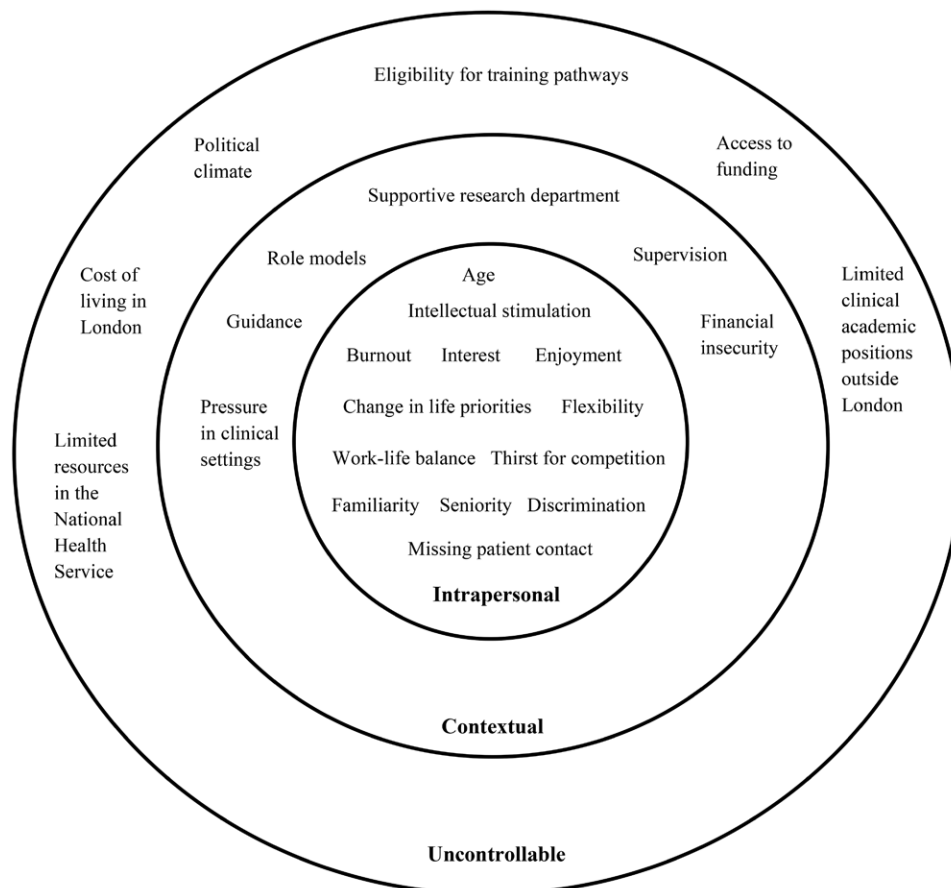 Eligibility for training pathways
Political
climate
Access to
funding
Supportive research department
Role models
Supervision
Cost of
living in
London
Age
Limited
clinical
academic
positions
outside
London
Guidance
Intellectual stimulation
Financial
insecurity
Burnout Interest Enjoyment
Pressure
in clinical
settings
Change in life priorities Flexibility
Limited
resources
in the
National
Health
Service
Work-life balance Thirst for competition
Familiarity Seniority Discrimination
Missing patient contact
Intrapersonal
Contextual
Uncontrollable